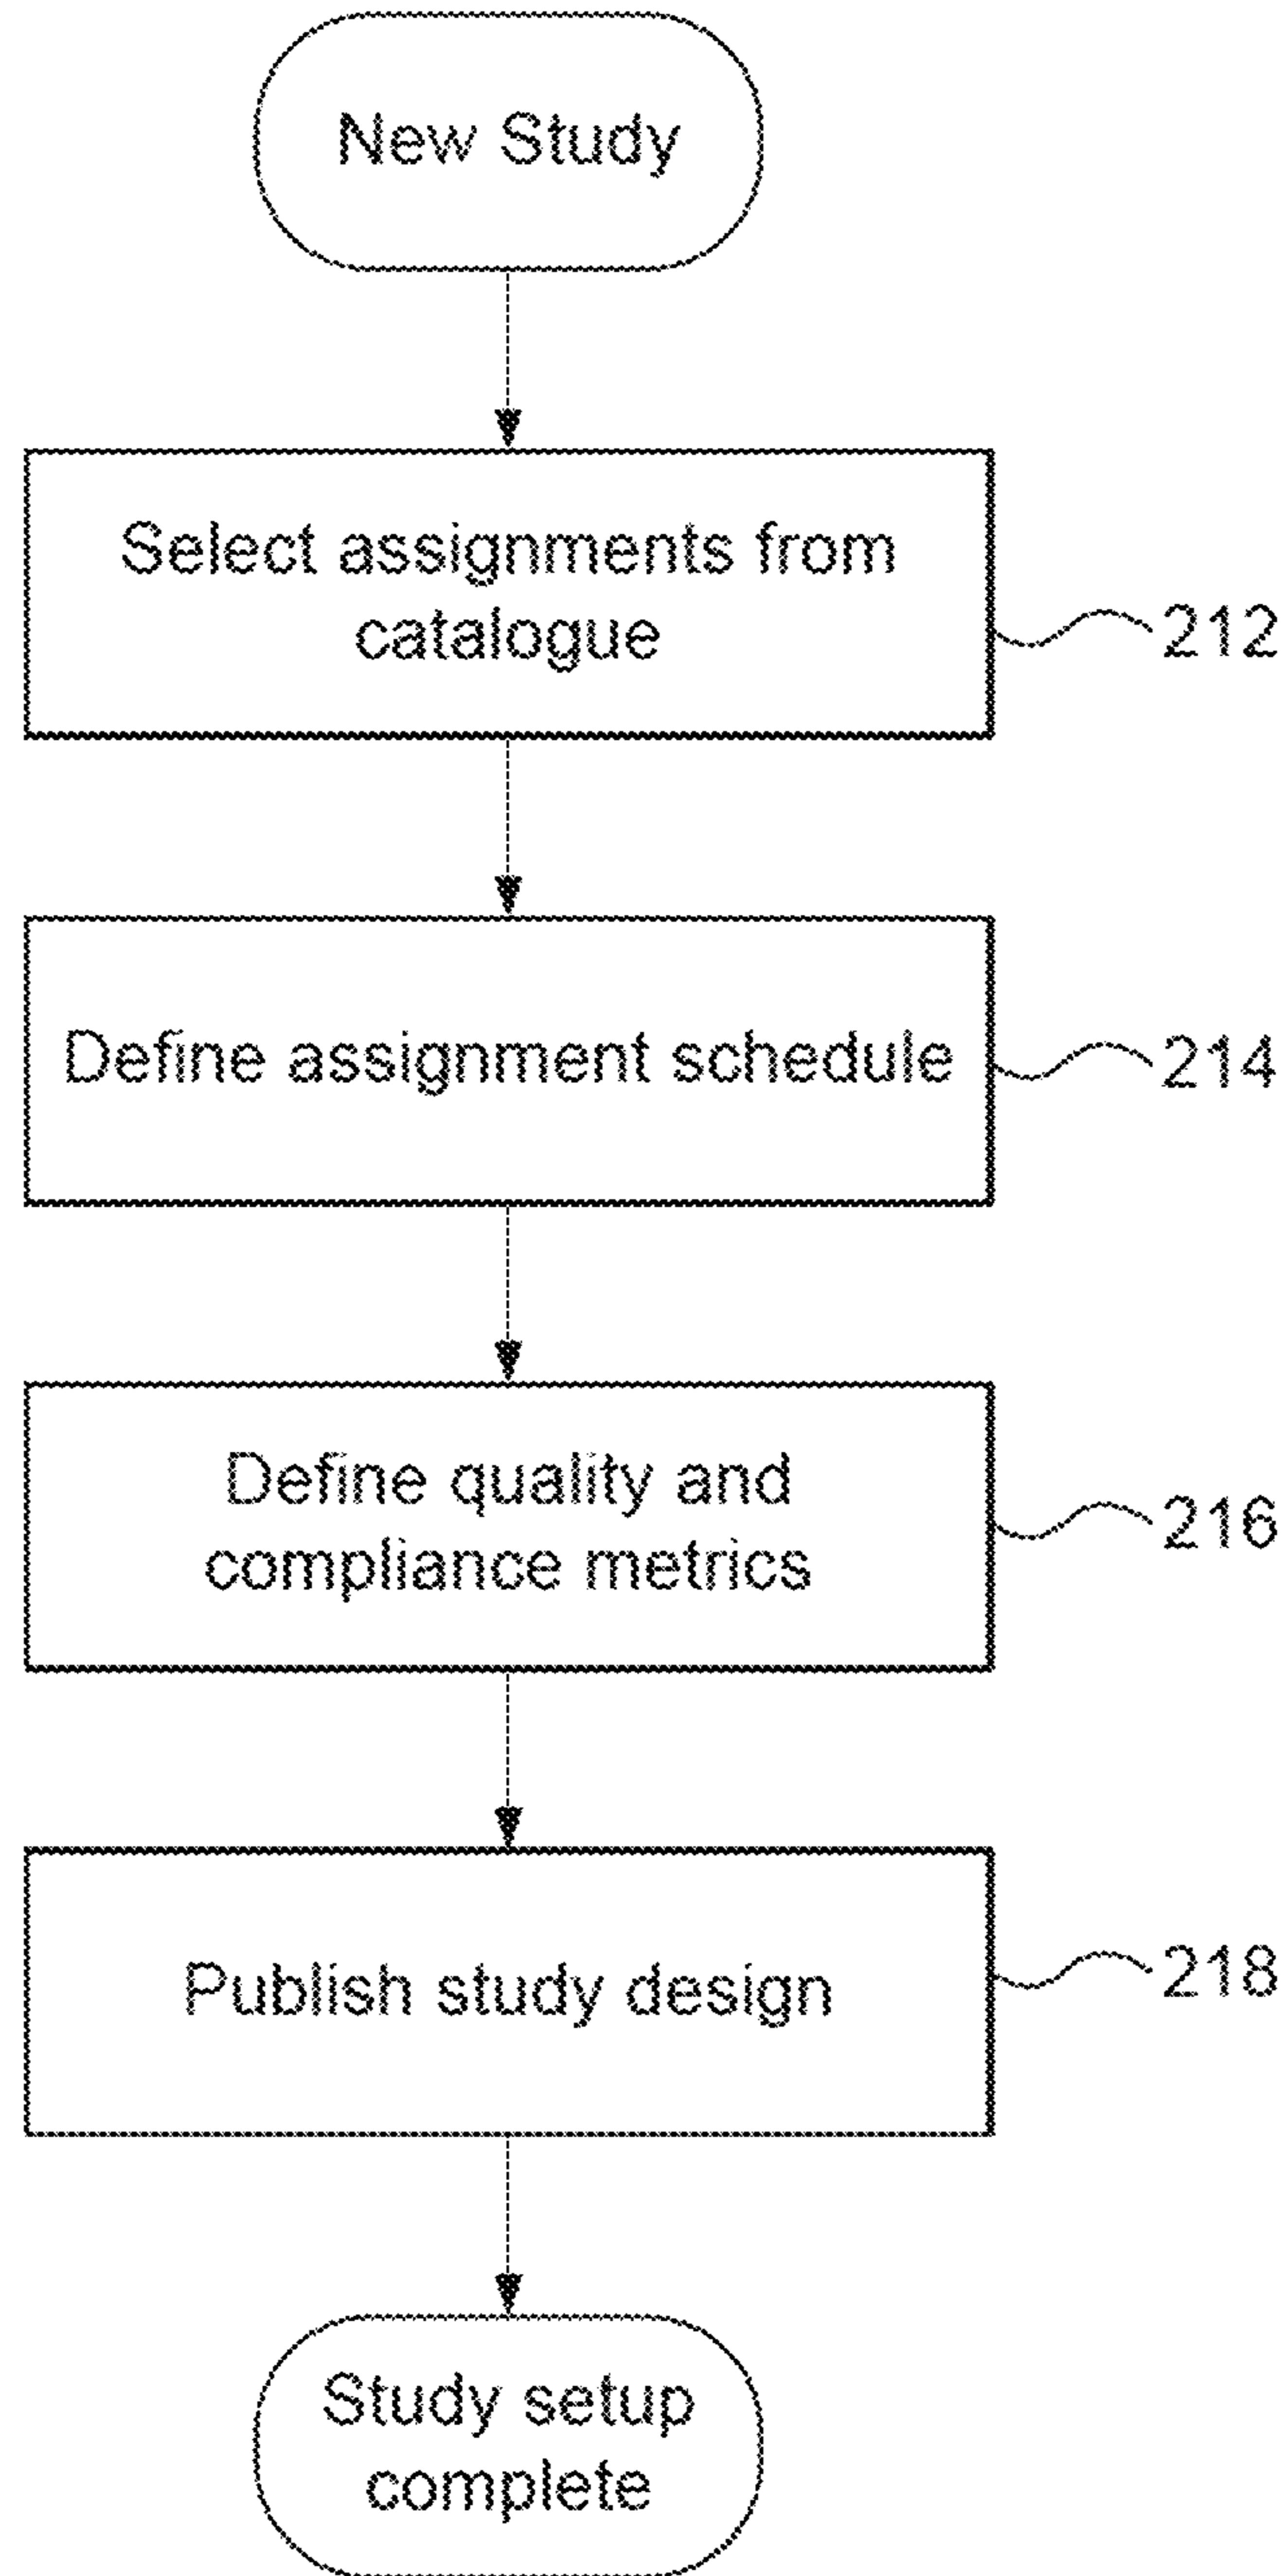 New Study
Select assignments from
catalogue
212
Define assignment schedule
214
Define quality and
compliance metrics
216
Publish study design
218
Study setup
complete